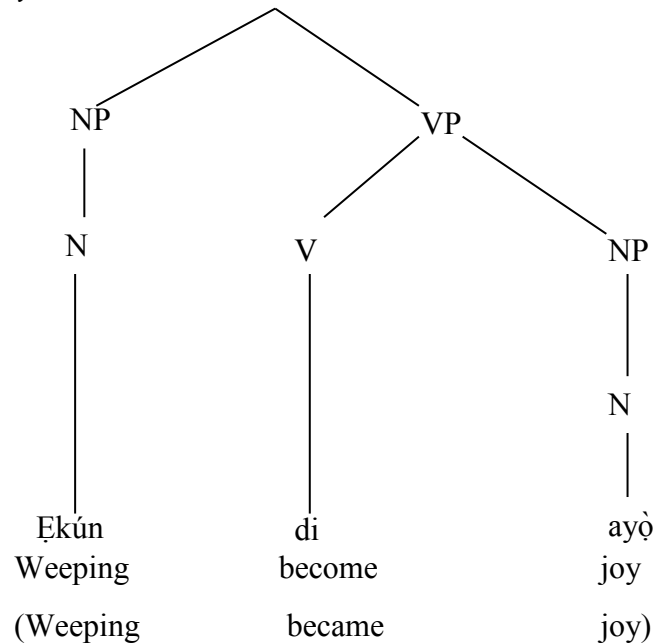 NP VP
N V NP
N
Ẹkún di ayọ̀
Weeping become joy
(Weeping became joy)